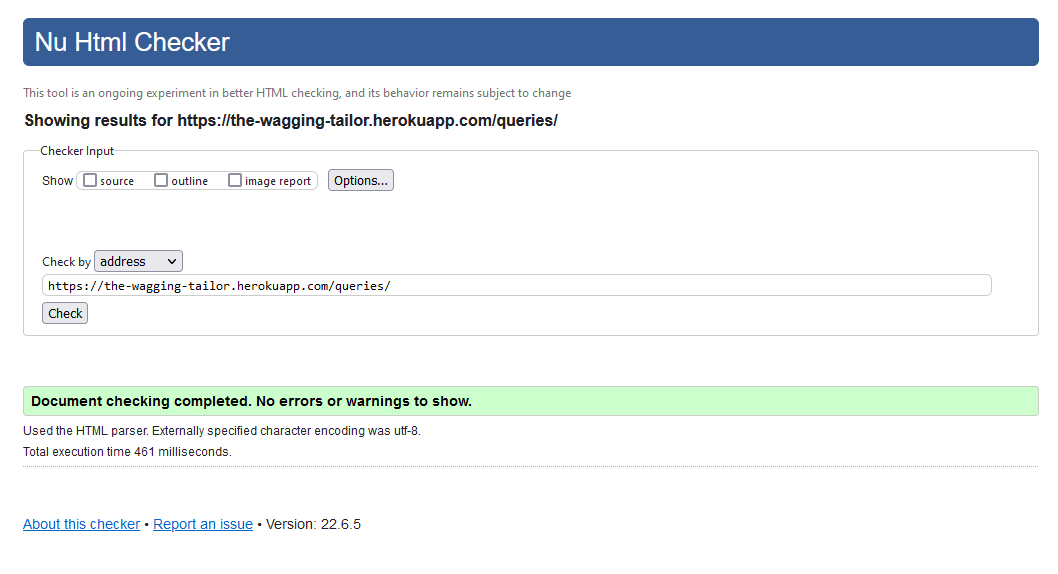 Nu Html Checker
This tool is an ongoing experiment in better HTML checking, and its behavior remains subject to change
Showing results for https://the-wagging-tailor.herokuapp.com/queries/
Checker Input
Show source outline image report Options...
Check by address
https://the-wagging-tailor.herokuapp.com/queries/
Check
Document checking completed. No errors or warnings to show.
Used the HTML parser. Externally specified character encoding was utf-8.
Total execution time 461 milliseconds.
About this checker • Report an issue • Version: 22.6.5